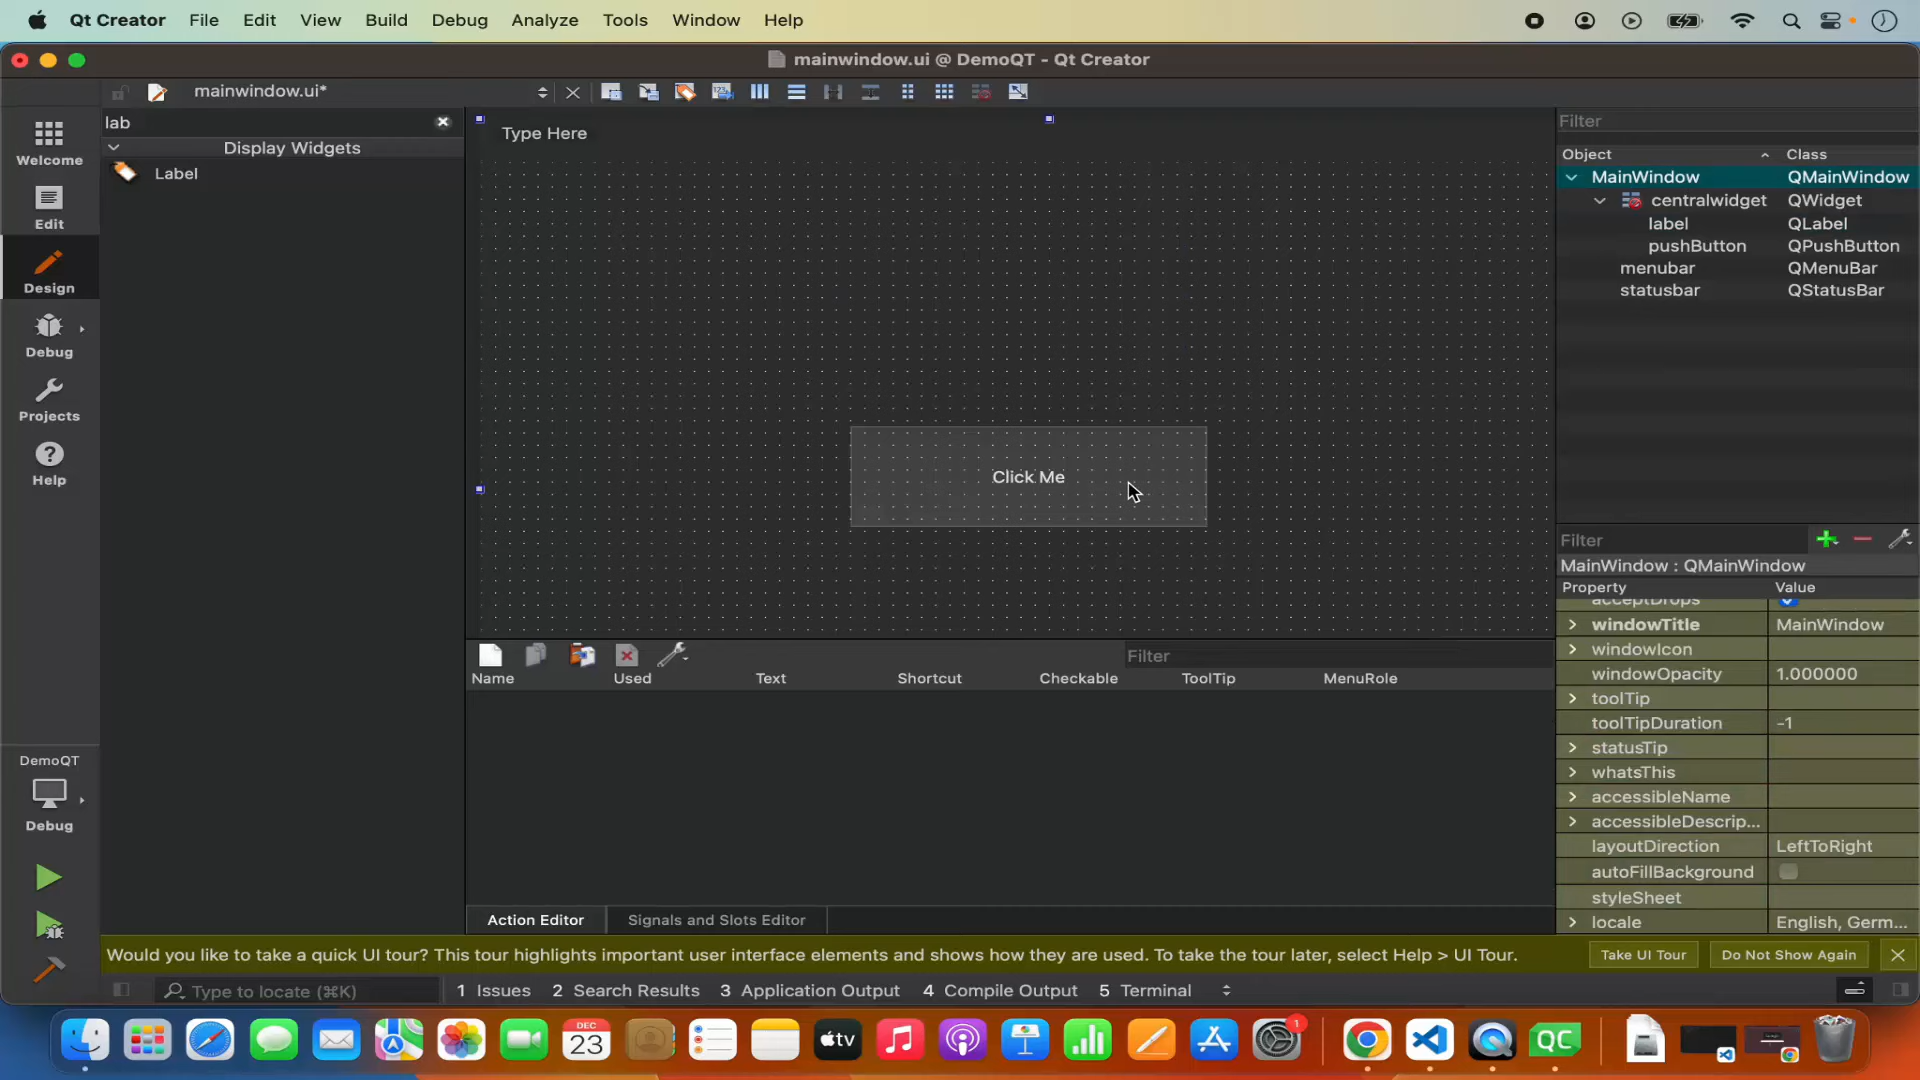 Qt Creator File Edit View Build Debug Analyze Tools Window Help
mainwindow.ui @ DemoQT - Qt Creator
mainwindow.ui*
lab
Display Widgets
Label
Welcome
Edit
Design
Debug
Projects
Help
DemoQT
Debug
Type Here
Click Me
Filter
Name Used Text Shortcut Checkable ToolTip MenuRole
Action Editor Signals and Slots Editor
Filter
Object Class
MainWindow QMainWindow
centralwidget QWidget
label QLabel
pushButton QPushButton
menubar QMenuBar
statusbar QStatusBar
Filter
MainWindow : QMainWindow
Property Value
acceptDrops
windowTitle MainWindow
windowIcon
windowOpacity 1.000000
toolTip
toolTipDuration -1
statusTip
whatsThis
accessibleName
accessibleDescrip...
layoutDirection LeftToRight
autoFillBackground
styleSheet
locale English, Germ...
Would you like to take a quick UI tour? This tour highlights important user interface elements and shows how they are used. To take the tour later, select Help > UI Tour. Take UI Tour Do Not Show Again
Type to locate (⌘K) 1 Issues 2 Search Results 3 Application Output 4 Compile Output 5 Terminal
DEC
23
tv
1
QC